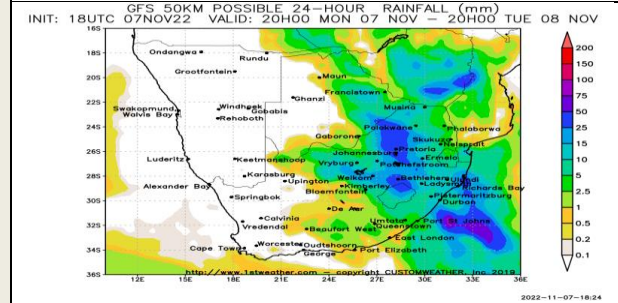 GFS 50KM POSSIBLE 24-HOUR RAINFALL (mm)
INIT: 18UTC 07NOV22 VALID: 20H00 MON 07 NOV - 20H00 TUE 08 NOV
16S
18S
20S
22S
24S
26S
28S
30S
32S
34S
36S
Ondangwa
Rundu
Grootfontein
Maun
Francistown
Ghanzi
Musina
Swakopmund
Windhoek
Gobabis
Walvis Bay
Rehoboth
Polokwane
Phalaborwa
Gaborone
Skukuza
Nelspruit
Johannesburg
Pretoria
Luderitz
Keetmanshoop
Vryburg
Potchefstroom
Ermelo
Karasburg
Upington
Welkom
Bethlehem
Ulundi
Alexander Bay
Kimberley
Ladysmith
Richards Bay
Springbok
Bloemfontein
Pietermaritzburg
Durban
De Aar
Calvinia
Umtata
Port St Johns
Vredendal
Beaufort West
Queenstown
East London
Cape Town
Worcester
Oudtshoorn
George
Port Elizabeth
http://www.1stweather.com - copyright CUSTOMWEATHER, inc 2019
12E
15E
18E
21E
24E
27E
30E
33E
36E
200
150
100
75
50
25
15
10
5
2.5
1
0.5
0.2
0.1
2022-11-07-18:24